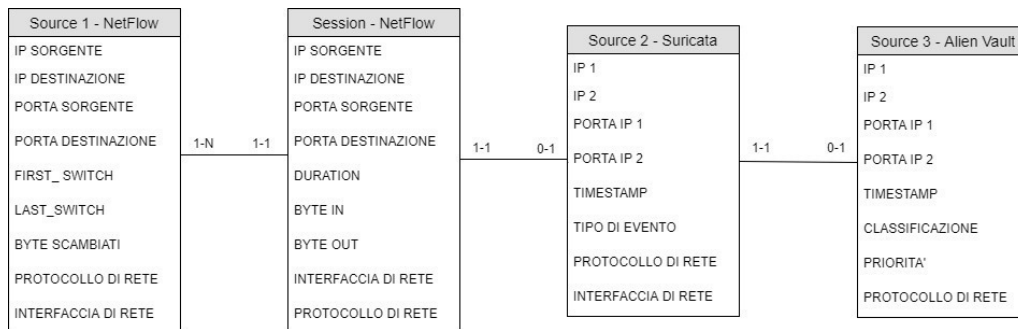 Source 1 - NetFlow
IP SORGENTE
IP DESTINAZIONE
PORTA SORGENTE
PORTA DESTINAZIONE
FIRST_ SWITCH
LAST_SWITCH
BYTE SCAMBIATI
PROTOCOLLO DI RETE
INTERFACCIA DI RETE
1-N
1-1
Session - NetFlow
IP SORGENTE
IP DESTINAZIONE
PORTA SORGENTE
PORTA DESTINAZIONE
DURATION
BYTE IN
BYTE OUT
INTERFACCIA DI RETE
PROTOCOLLO DI RETE
1-1
0-1
Source 2 - Suricata
IP 1
IP 2
PORTA IP 1
PORTA IP 2
TIMESTAMP
TIPO DI EVENTO
PROTOCOLLO DI RETE
INTERFACCIA DI RETE
1-1
0-1
Source 3 - Alien Vault
IP 1
IP 2
PORTA IP 1
PORTA IP 2
TIMESTAMP
CLASSIFICAZIONE
PRIORITA'
PROTOCOLLO DI RETE